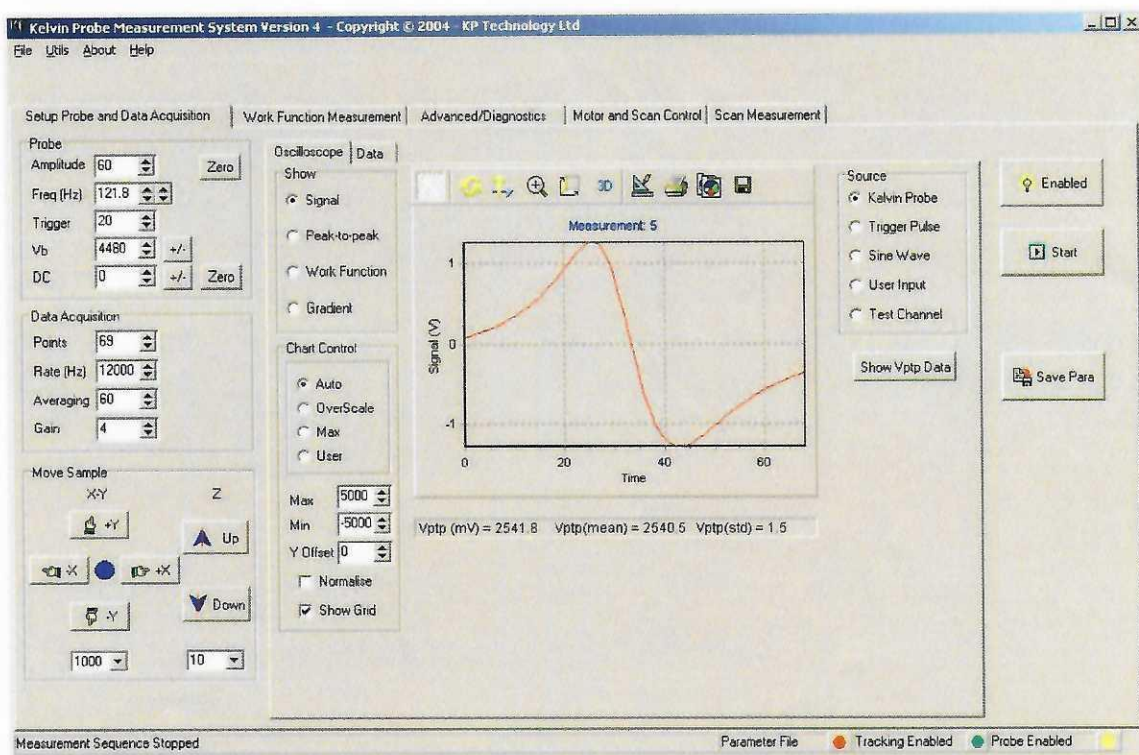 Kelvin Probe Measurement System Version 4 - Copyright © 2004 - KP Technology Ltd
File Utils About Help
Setup Probe and Data Acquisition Work Function Measurement Advanced/Diagnostics Motor and Scan Control Scan Measurement
Probe
Amplitude 60 Zero
Freq (Hz) 121.8
Trigger 20
Vb 4480 +/-
DC 0 +/- Zero
Data Acquisition
Points 69
Rate (Hz) 12000
Averaging 60
Gain 4
Move Sample
X-Y Z
+Y
Up
-X +X
-Y
Down
1000 10
Oscilloscope Data
Show
Signal
Peak-to-peak
Work Function
Gradient
Chart Control
Auto
OverScale
Max
User
Max 5000
Min -5000
Y Offset 0
Normalise
Show Grid
3D
Measurement: 5
Signal (V)
1
0
-1
0 20 40 60
Time
Vptp (mV) = 2541.8 Vptp(mean) = 2540.5 Vptp(std) = 1.5
Source
Kelvin Probe
Trigger Pulse
Sine Wave
User Input
Test Channel
Show Vptp Data
Enabled
Start
Save Para
Measurement Sequence Stopped Parameter File Tracking Enabled Probe Enabled